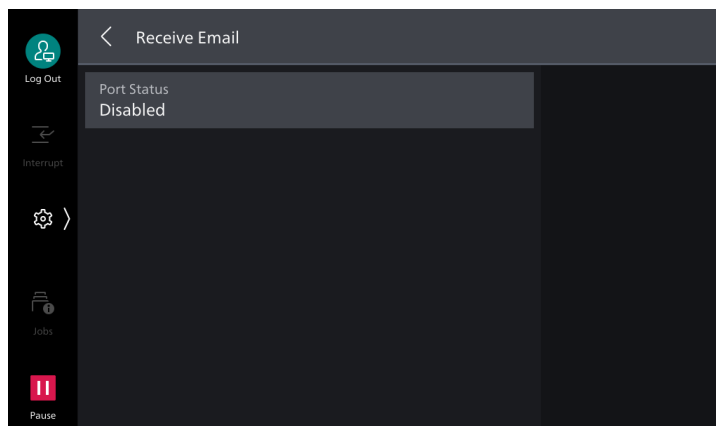 Receive Email
Log Out
Port Status
Disabled
Interrupt
Jobs
Pause